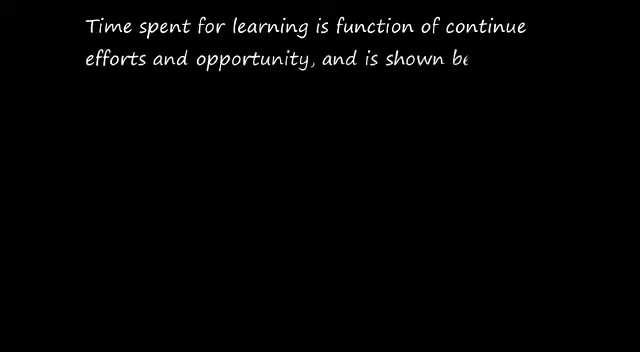 Time spent for learning is function of continue
efforts and opportunity, and is shown be